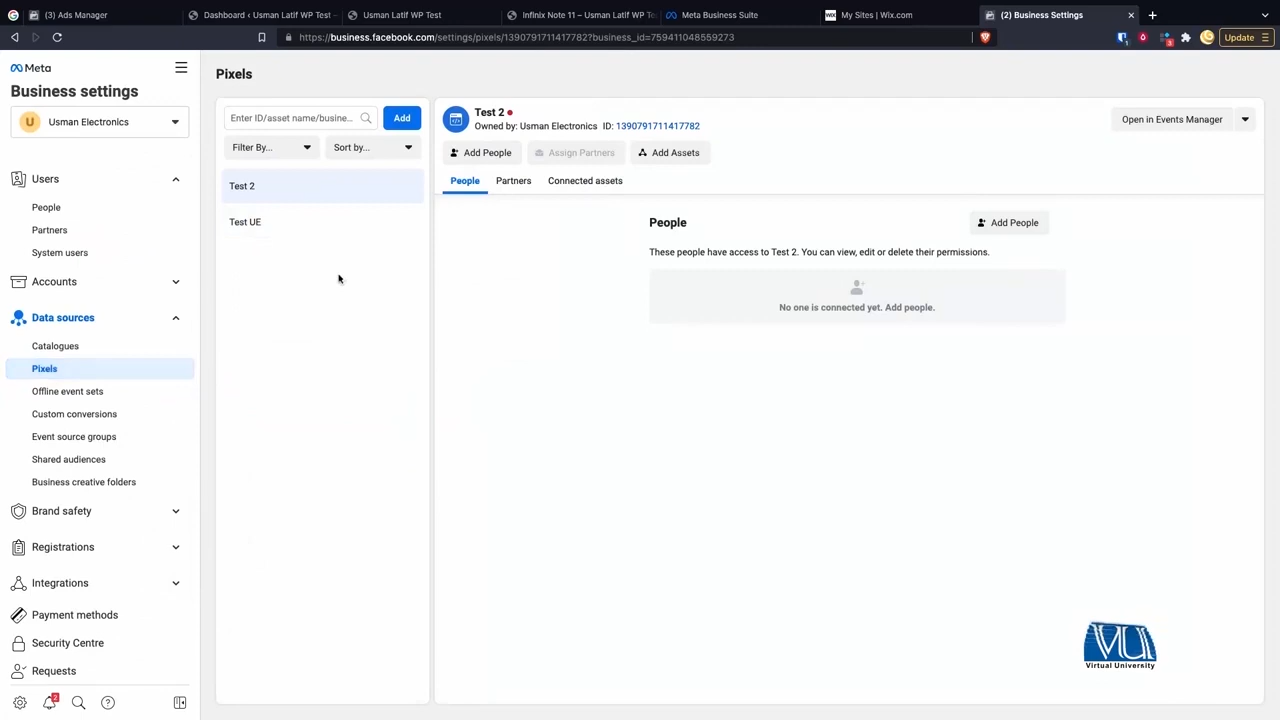 (3) Ads Manager
Dashboard ‹ Usman Latif WP Test –
Usman Latif WP Test
Infinix Note 11 – Usman Latif WP Te
Meta Business Suite
WIX
My Sites | Wix.com
(2) Business Settings
https://business.facebook.com/settings/pixels/1390791711417782?business_id=759411048559273
1
3
Update
Meta
Business settings
U
Usman Electronics
Users
People
Partners
System users
Accounts
Data sources
Catalogues
Pixels
Offline event sets
Custom conversions
Event source groups
Shared audiences
Business creative folders
Brand safety
Registrations
Integrations
Payment methods
Security Centre
Requests
2
Pixels
Enter ID/asset name/busine...
Add
Filter By...
Sort by...
Test 2
Test UE
Test 2
Owned by: Usman Electronics ID: 1390791711417782
Open in Events Manager
Add People
Assign Partners
Add Assets
People
Partners
Connected assets
People
Add People
These people have access to Test 2. You can view, edit or delete their permissions.
No one is connected yet. Add people.
VU
Virtual University